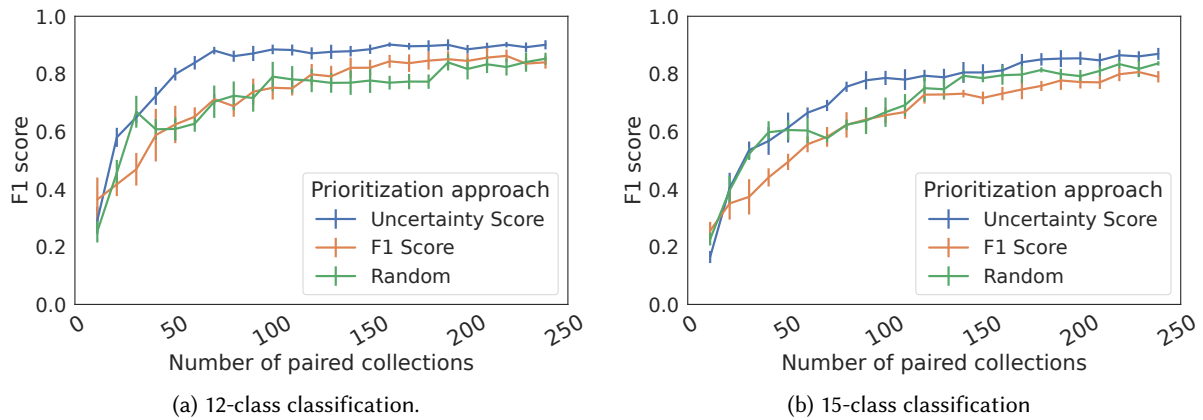 1.0
0.8
0.6
0.4
0.2
0.0
F1 score
0
50
100
150
200
250
Number of paired collections
Prioritization approach
Uncertainty Score
F1 Score
Random
(a) 12-class classification.
1.0
0.8
0.6
0.4
0.2
0.0
F1 score
0
50
100
150
200
250
Number of paired collections
Prioritization approach
Uncertainty Score
F1 Score
Random
(b) 15-class classification